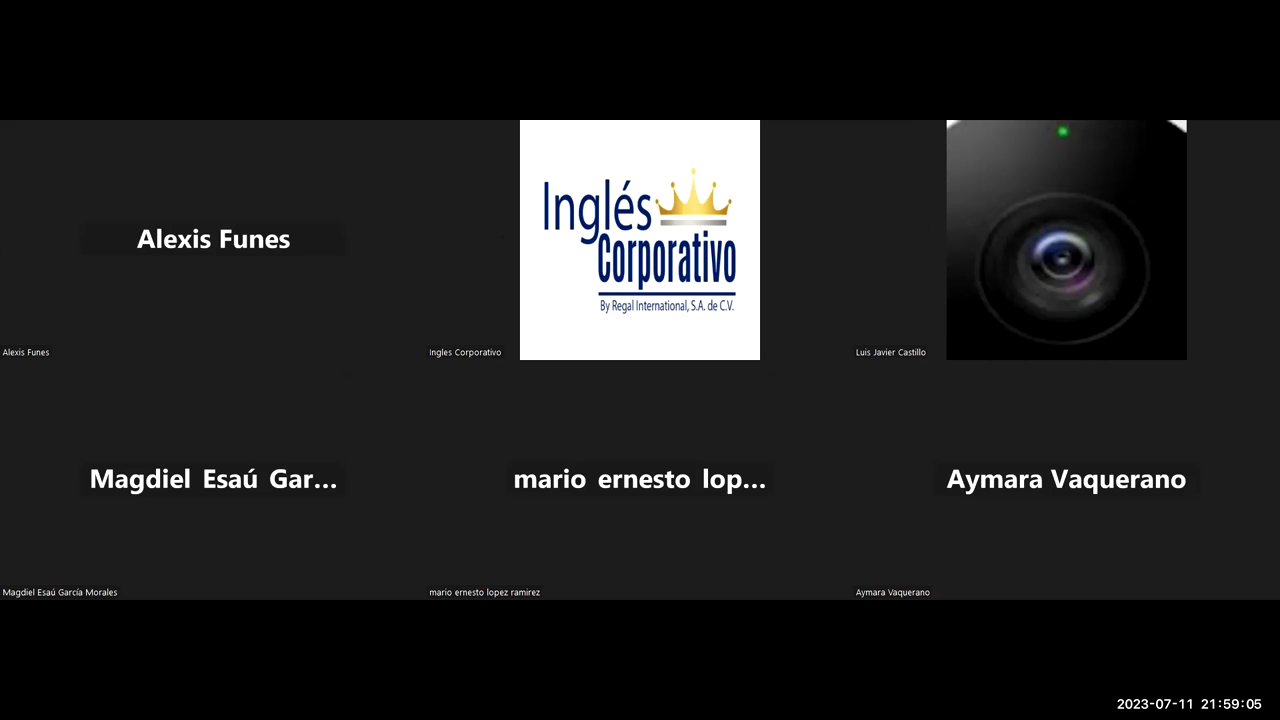 Alexis Funes
Alexis Funes
Inglés
Corporativo
By Regal International, S.A. de C.V.
Ingles Corporativo
Luis Javier Castillo
Magdiel Esaú Gar...
Magdiel Esaú García Morales
mario ernesto lop...
mario ernesto lopez ramirez
Aymara Vaquerano
Aymara Vaquerano
2023-07-11 21:59:05